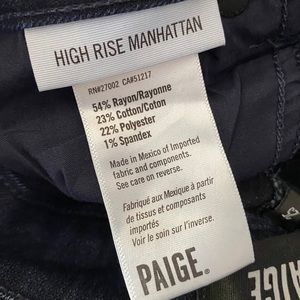 HIGH RISE MANHATTAN
RN#27002 CA#51217
54% Rayon/Rayonne
23% Cotton/Coton
22% Polyester
1% Spandex
Made in Mexico of Imported
fabric and components.
See care on reverse.
Fabriqué aux Mexique à partir
de tissus et composants
importés
Voir le soin sur l'inverse.
PAIGE®
PAIGE